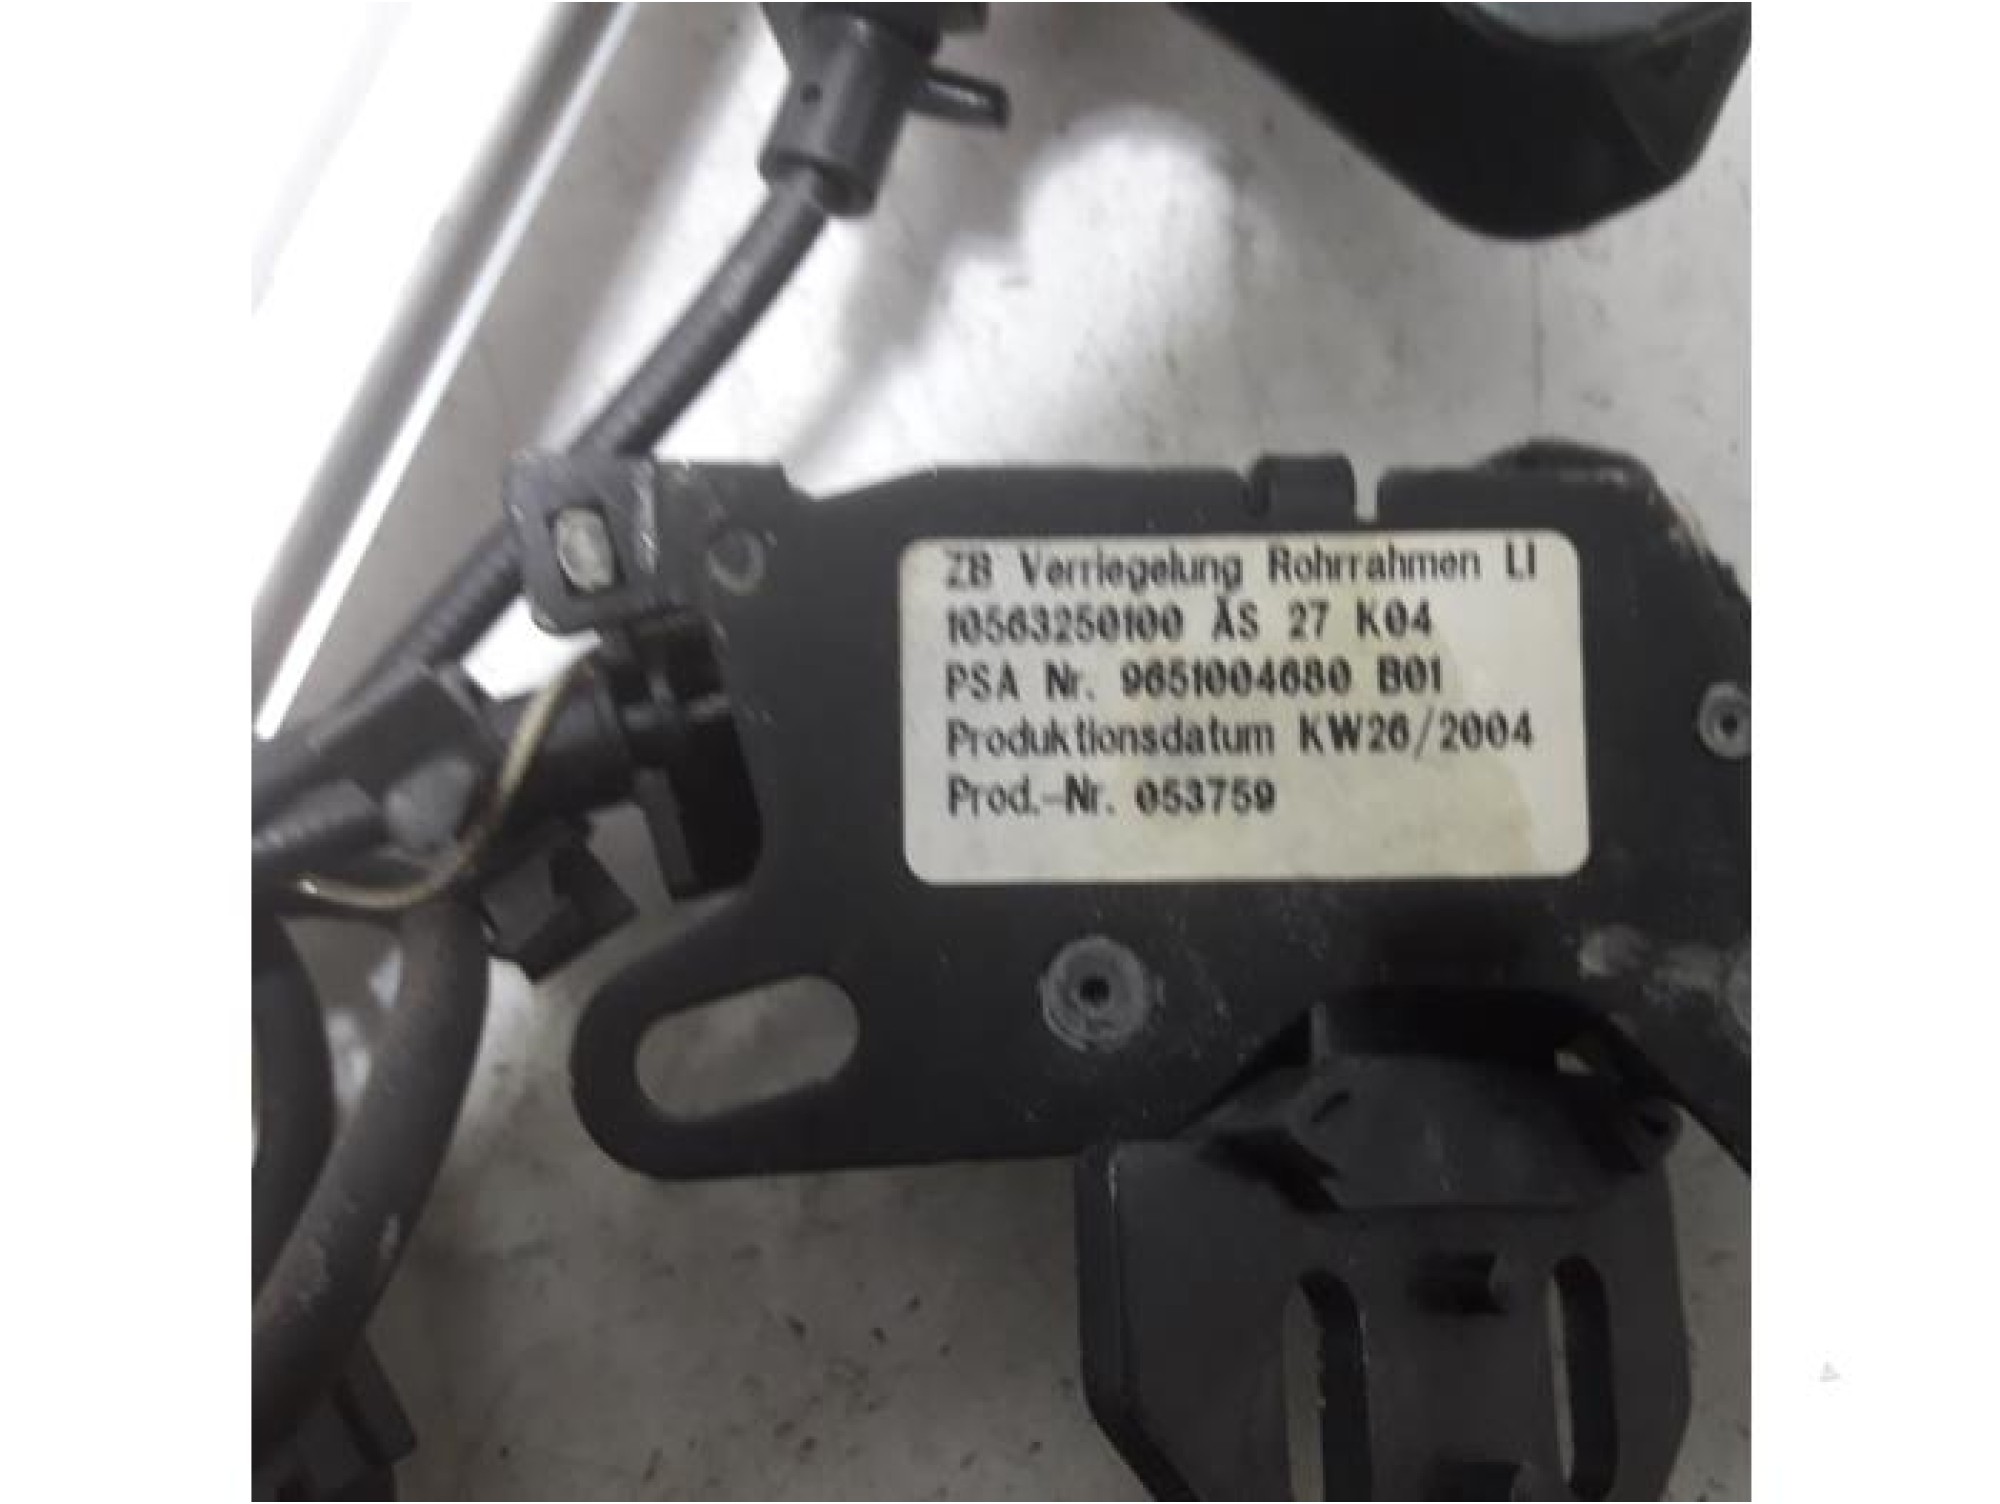 ZB Verriegelung Rohrrahmen LI
10563250100 ÄS 27 K04
PSA Nr. 9651004680 B01
Produktionsdatum KW26/2004
Prod.-Nr. 053759